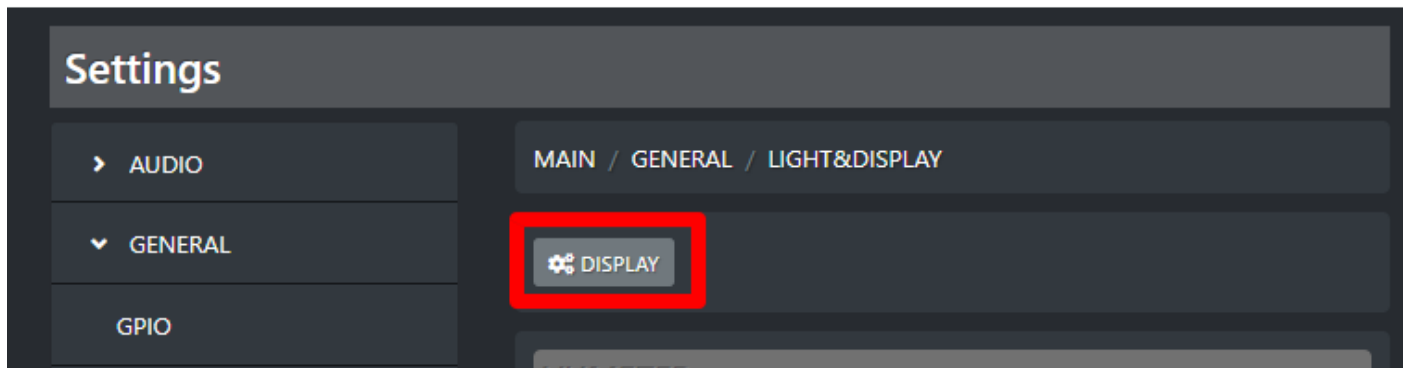 Settings
AUDIO
MAIN / GENERAL / LIGHT&DISPLAY
GENERAL
DISPLAY
GPIO